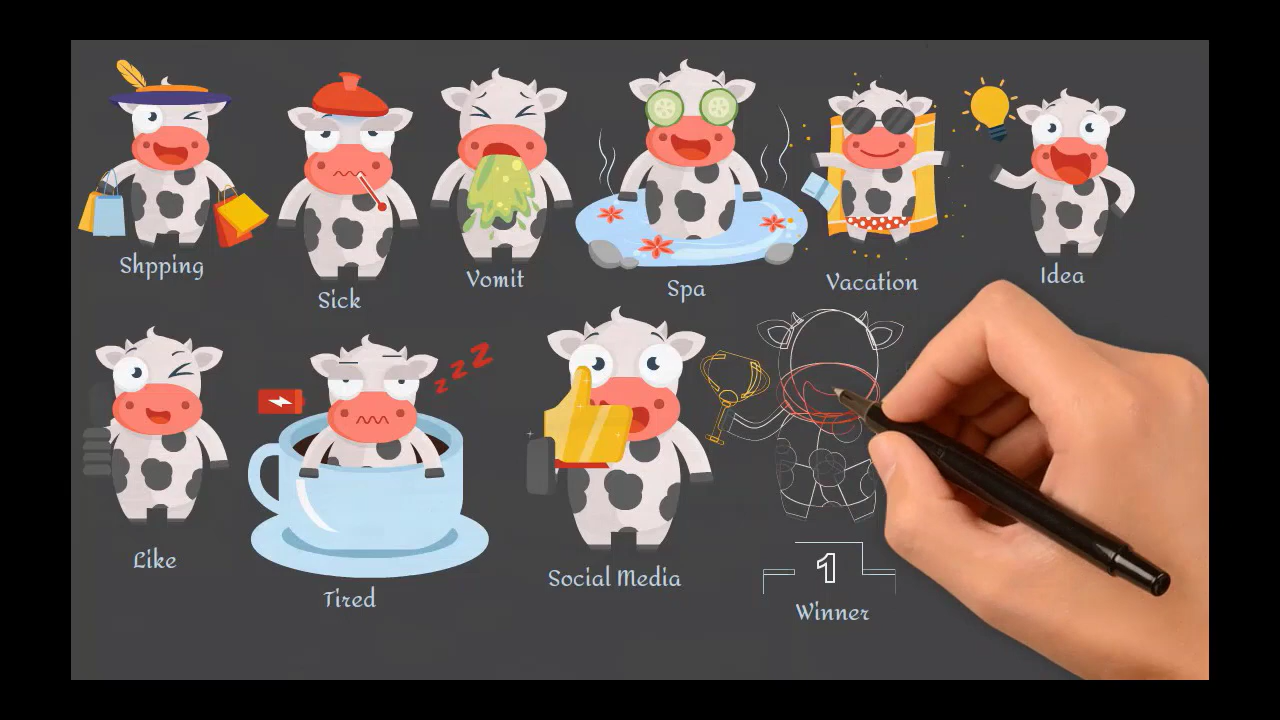 Shpping
Sick
Vomit
Spa
Vacation
Idea
z z Z
Like
Tired
Social Media
1
Winner